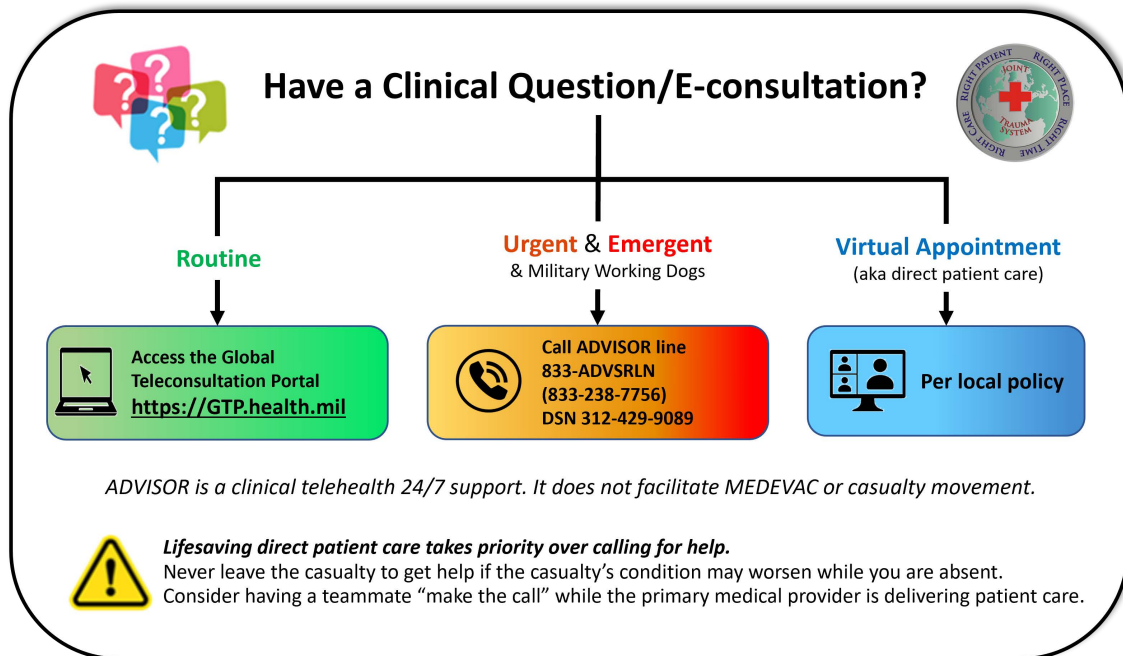 Have a Clinical Question/E-consultation?
RIGHT PATIENT RIGHT PLACE RIGHT TIME RIGHT CARE
JOINT
TRAUMA
SYSTEM
? ? ? ?
Routine
Access the Global
Teleconsultation Portal
https://GTP.health.mil
Urgent & Emergent
& Military Working Dogs
Call ADVISOR line
833-ADVSRLN
(833-238-7756)
DSN 312-429-9089
Virtual Appointment
(aka direct patient care)
Per local policy
ADVISOR is a clinical telehealth 24/7 support. It does not facilitate MEDEVAC or casualty movement.
!
Lifesaving direct patient care takes priority over calling for help.
Never leave the casualty to get help if the casualty's condition may worsen while you are absent.
Consider having a teammate “make the call” while the primary medical provider is delivering patient care.